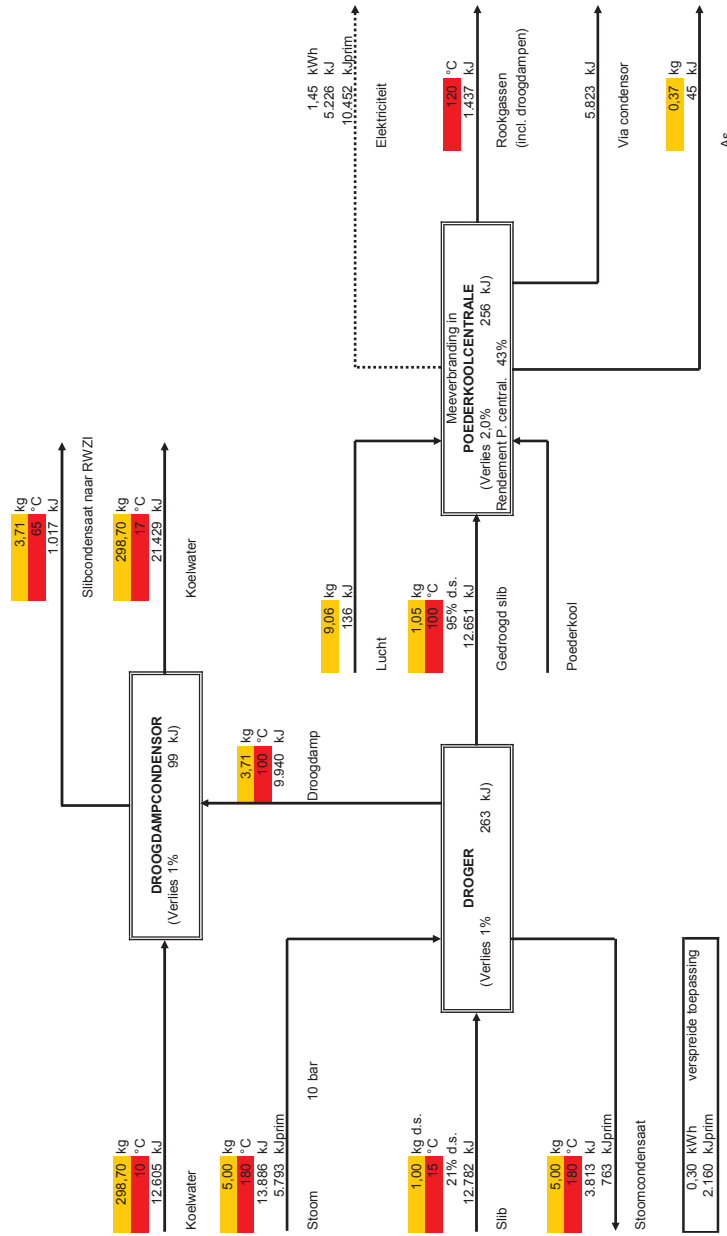 298,70 kg
10 °C
12.605 kJ
Koelwater
DROOGDAMPCONDENSOR
(Verlies 1% 99 kJ)
3,71 kg
65 °C
1.017 kJ
Slibcondensaat naar RWZI
298,70 kg
17 °C
21.429 kJ
Koelwater
5,00 kg
180 °C
13.886 kJ
5.793 kJprim
Stoom 10 bar
3,71 kg
100 °C
9.940 kJ
Droogdamp
1,00 kg d.s.
15 °C
21% d.s.
12.782 kJ
Slib
DROGER
(Verlies 1% 263 kJ)
5,00 kg
180 °C
3.813 kJ
763 kJprim
Stoomcondensaat
9,06 kg
136 kJ
Lucht
1,05 kg
100 °C
95% d.s.
12.651 kJ
Gedroogd slib
Poederkool
Meeverbranding in
POEDERKOOLCENTRALE
(Verlies 2,0% 256 kJ)
Rendement P. central. 43%
1,45 kWh
5.226 kJ
10.452 kJprim
Elektriciteit
120 °C
1.437 kJ
Rookgassen
(incl. droogdampen)
5.823 kJ
Via condensor
0,37 kg
45 kJ
As
0,30 kWh verspreide toepassing
2.160 kJprim